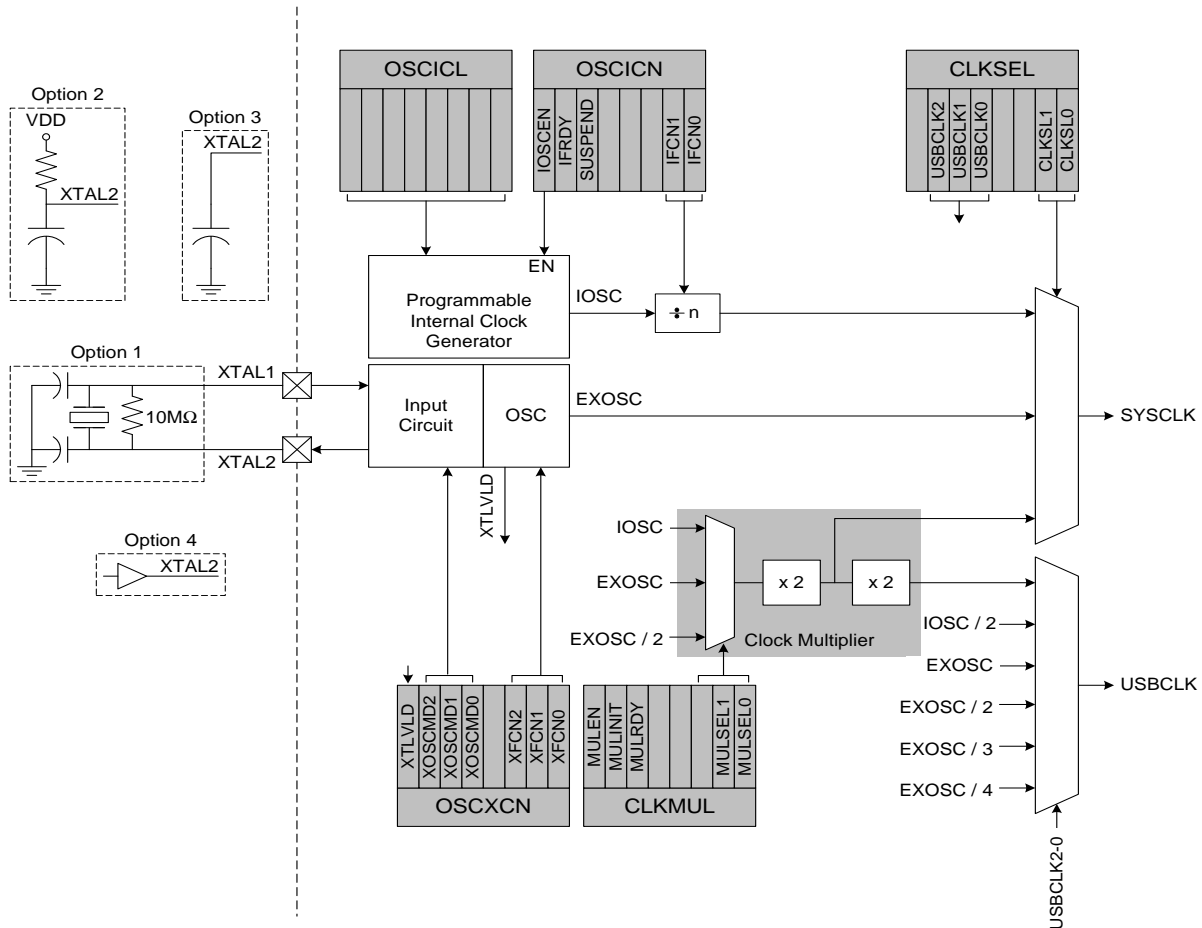 OSCICL
OSCICN
CLKSEL
IOSCEN
IFRDY
SUSPEND
IFCN1
IFCN0
USBCLK2
USBCLK1
USBCLK0
CLKSL1
CLKSL0
Option 2
VDD
XTAL2
Option 3
XTAL2
EN
Programmable
Internal Clock
Generator
IOSC
÷ n
Option 1
10MΩ
XTAL1
XTAL2
Input
Circuit
OSC
EXOSC
SYSCLK
XTLVLD
Option 4
XTAL2
IOSC
EXOSC
EXOSC / 2
x 2
x 2
Clock Multiplier
IOSC / 2
EXOSC
EXOSC / 2
EXOSC / 3
EXOSC / 4
USBCLK
USBCLK2-0
XTLVLD
XOSCMD2
XOSCMD1
XOSCMD0
XFCN2
XFCN1
XFCN0
OSCXCN
MULEN
MULINIT
MULRDY
MULSEL1
MULSEL0
CLKMUL